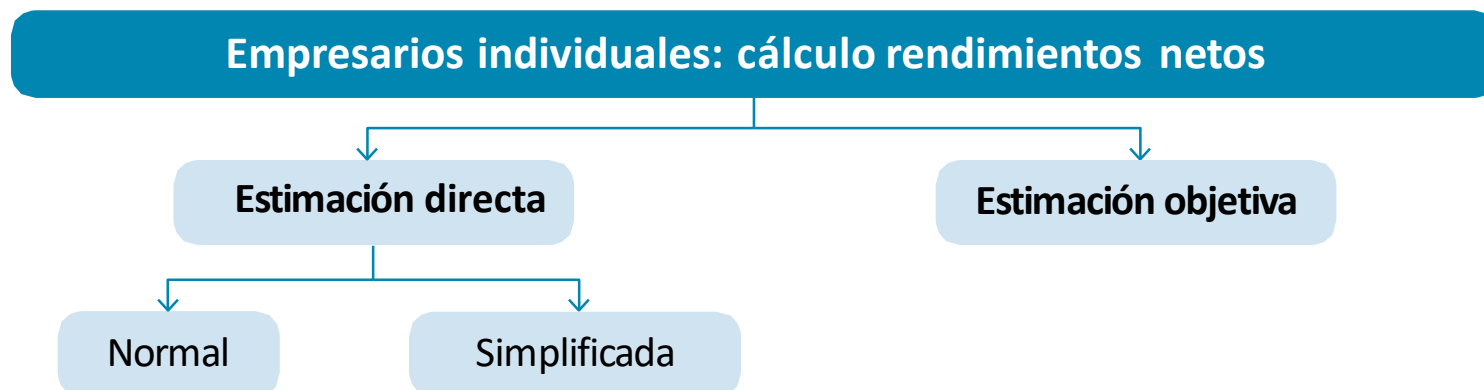 Empresarios individuales: cálculo rendimientos netos
Estimación directa
Estimación objetiva
Normal
Simplificada